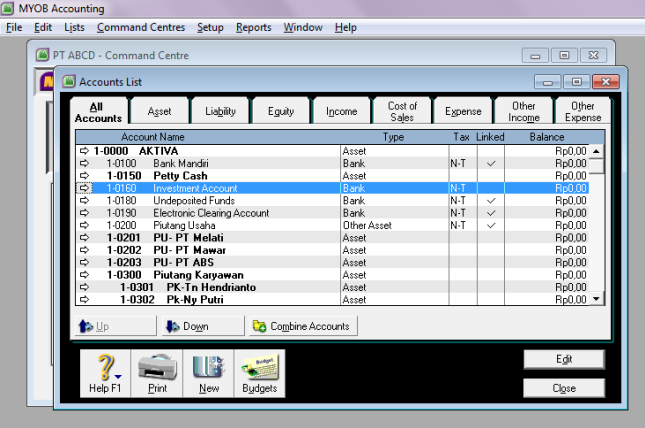 MYOB Accounting
File Edit Lists Command Centres Setup Reports Window Help
PT ABCD - Command Centre
Accounts List
All Accounts Asset Liability Equity Income Cost of Sales Expense Other Income Other Expense
Account Name Type Tax Linked Balance
1-0000 AKTIVA Asset Rp0,00
1-0100 Bank Mandiri Bank N-T Rp0,00
1-0150 Petty Cash Asset Rp0,00
1-0160 Investment Account Bank N-T Rp0,00
1-0180 Undeposited Funds Bank N-T Rp0,00
1-0190 Electronic Clearing Account Bank N-T Rp0,00
1-0200 Piutang Usaha Other Asset N-T Rp0,00
1-0201 PU- PT Melati Asset Rp0,00
1-0202 PU- PT Mawar Asset Rp0,00
1-0203 PU- PT ABS Asset Rp0,00
1-0300 Piutang Karyawan Asset Rp0,00
1-0301 PK-Tn Hendrianto Asset Rp0,00
1-0302 Pk-Ny Putri Asset Rp0,00
Up Down Combine Accounts
Budget
Help F1 Print New Budgets
Edit
Close